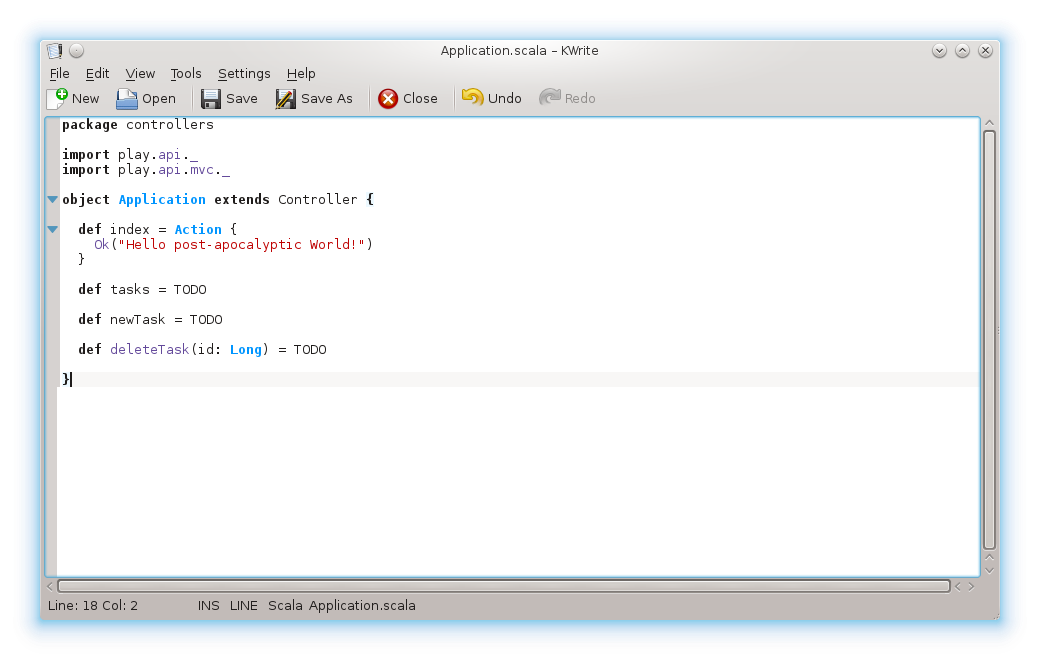 Application.scala – KWrite
File Edit View Tools Settings Help
New Open Save Save As Close Undo Redo
package controllers
import play.api._
import play.api.mvc._
object Application extends Controller {
  def index = Action {
    Ok("Hello post-apocalyptic World!")
  }
  def tasks = TODO
  def newTask = TODO
  def deleteTask(id: Long) = TODO
}
Line: 18 Col: 2 INS LINE Scala Application.scala